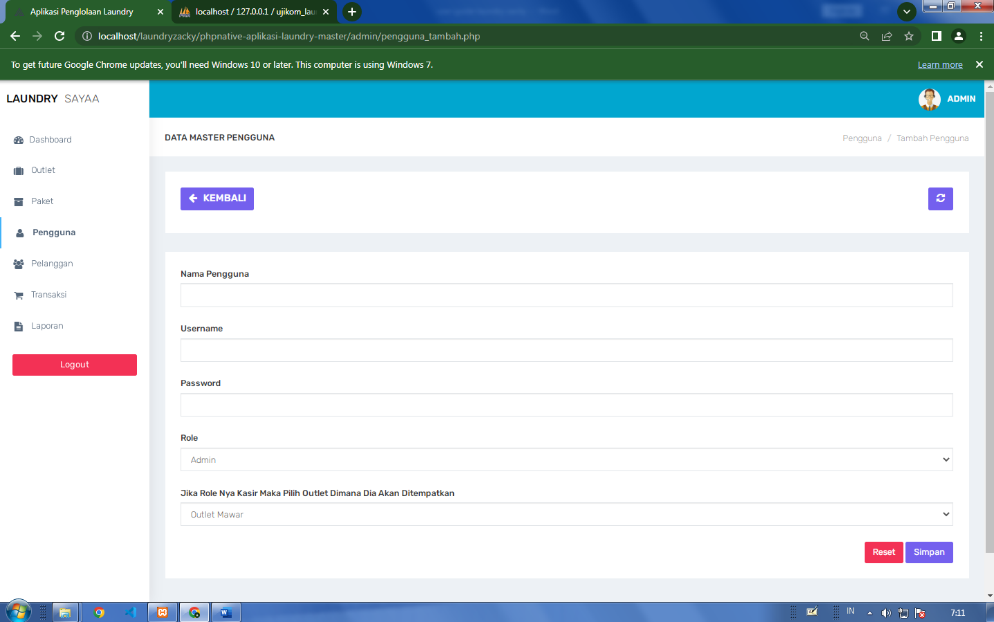 Aplikasi Penglolaan Laundry
localhost / 127.0.0.1 / ujikom_lau
localhost/laundryzacky/phpnative-aplikasi-laundry-master/admin/pengguna_tambah.php
To get future Google Chrome updates, you'll need Windows 10 or later. This computer is using Windows 7.
Learn more
LAUNDRY SAYAA
ADMIN
Dashboard
Outlet
Paket
Pengguna
Pelanggan
Transaksi
Laporan
Logout
DATA MASTER PENGGUNA
Pengguna / Tambah Pengguna
KEMBALI
Nama Pengguna
Username
Password
Role
Admin
Jika Role Nya Kasir Maka Pilih Outlet Dimana Dia Akan Ditempatkan
Outlet Mawar
Reset Simpan
IN
7:11